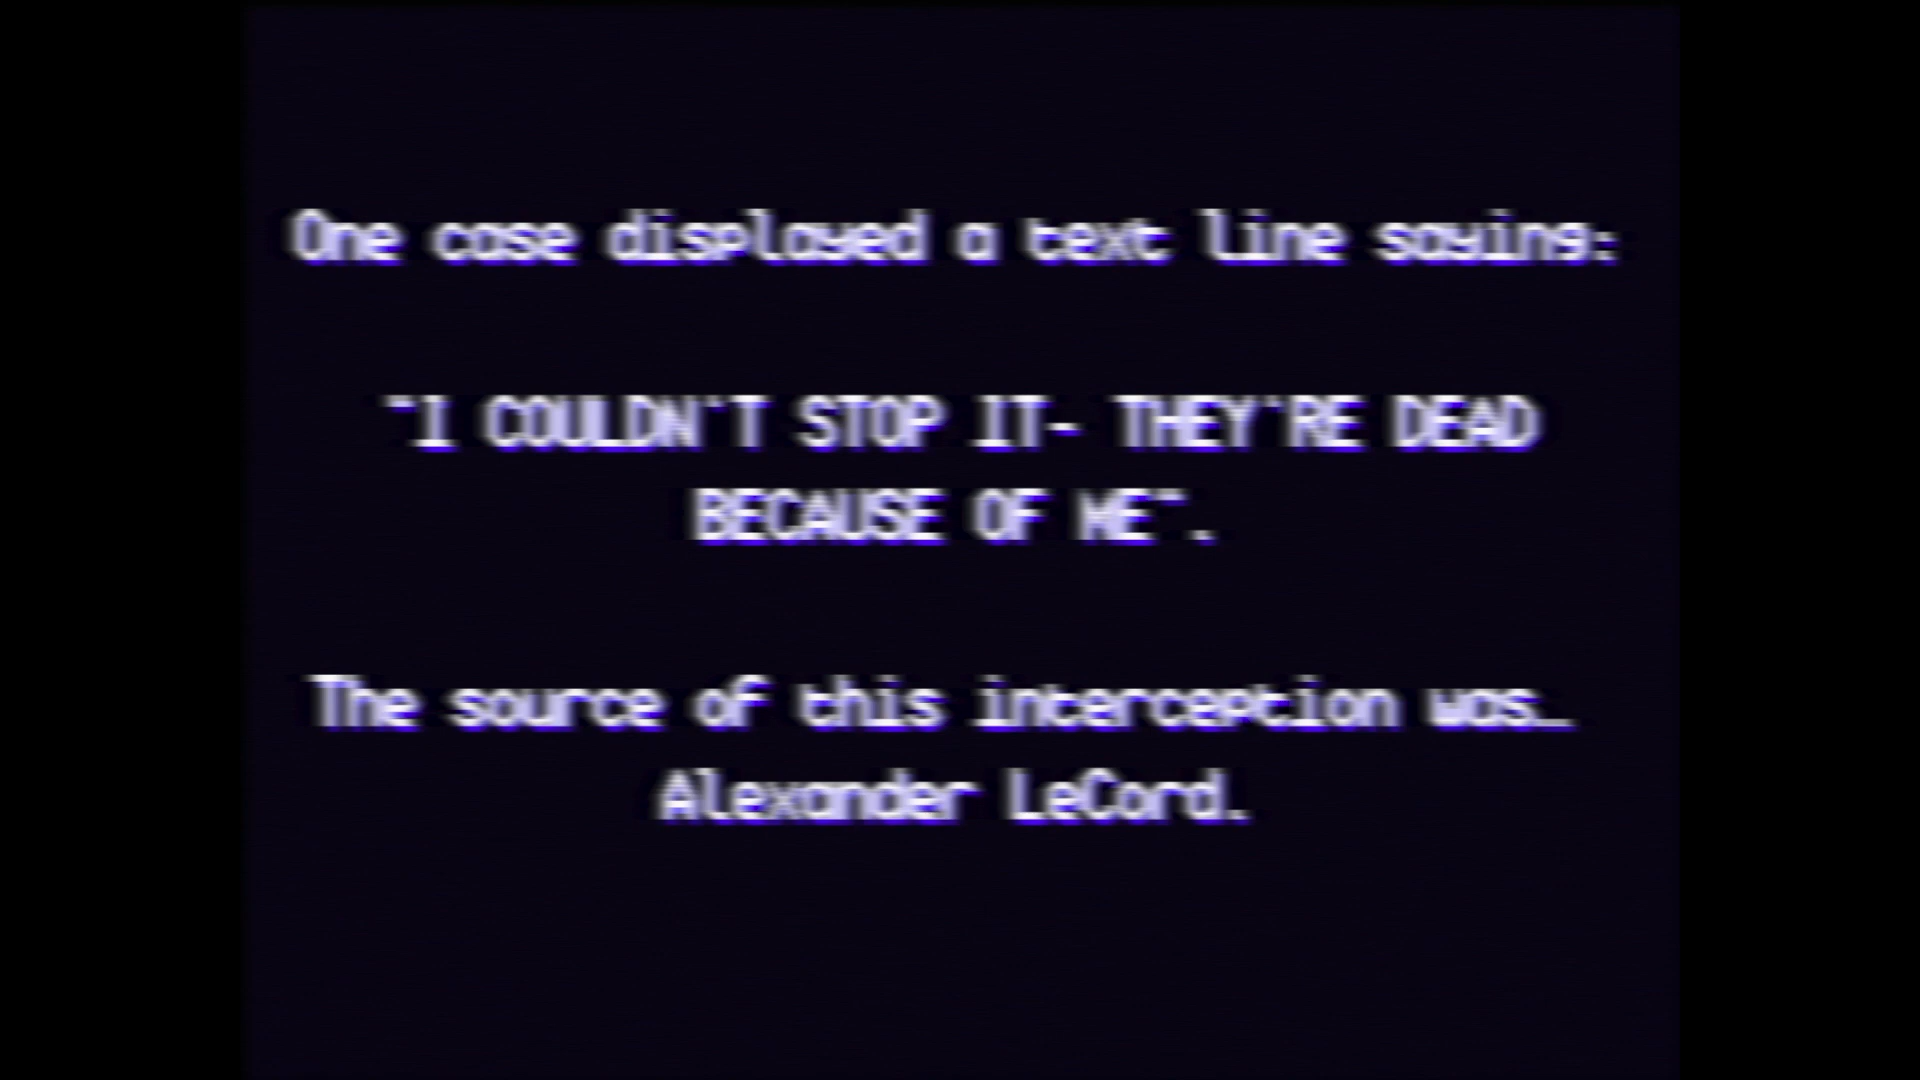 One case displayed a text line saying:
"I COULDN'T STOP IT- THEY'RE DEAD
BECAUSE OF ME".
The source of this interception was…
Alexander LeCord.